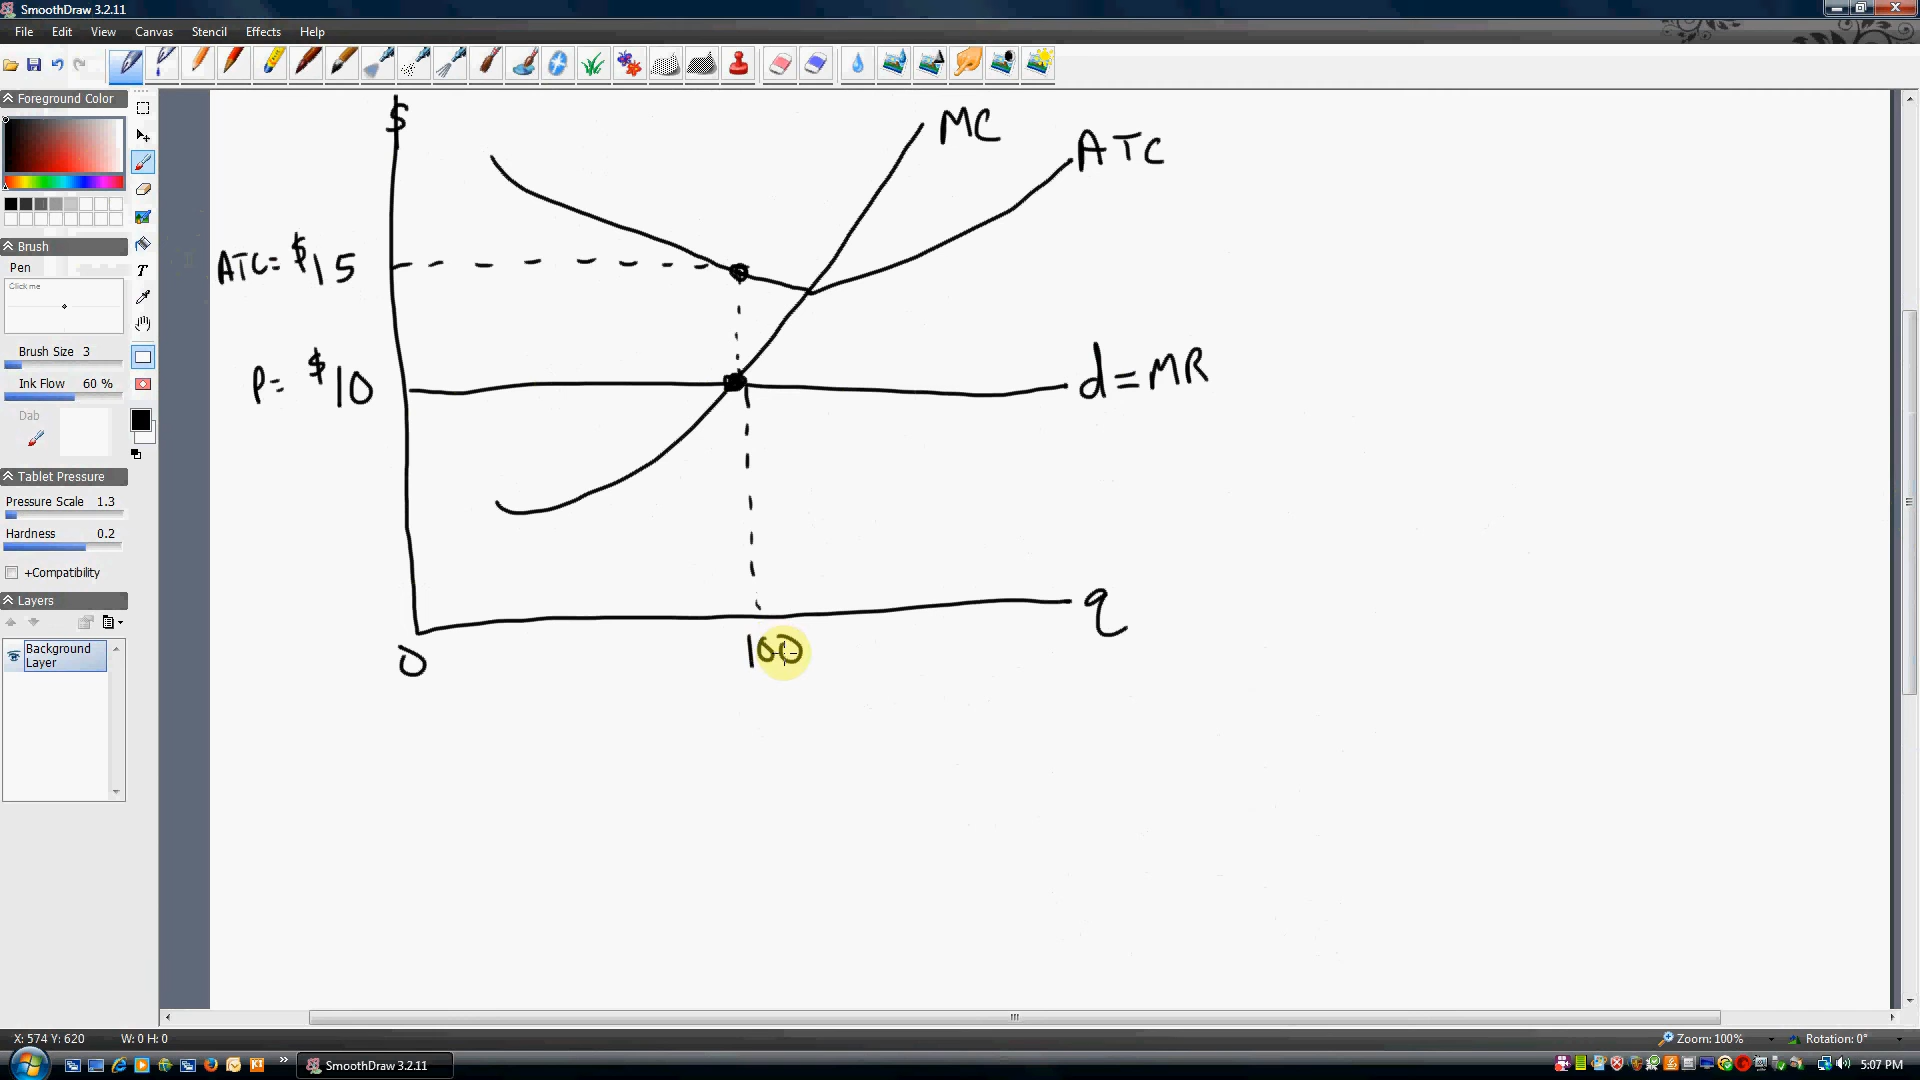 SmoothDraw 3.2.11
File Edit View Canvas Stencil Effects Help
Foreground Color
Brush
Pen
Click me
Brush Size 3
Ink Flow 60 %
Dab
Tablet Pressure
Pressure Scale 1.3
Hardness 0.2
+Compatibility
Layers
Background Layer
$
MC
ATC
ATC= $15
P= $10
d=MR
q
0
100
X: 574 Y: 620 W: 0 H: 0
Zoom: 100% Rotation: 0°
SmoothDraw 3.2.11
5:07 PM